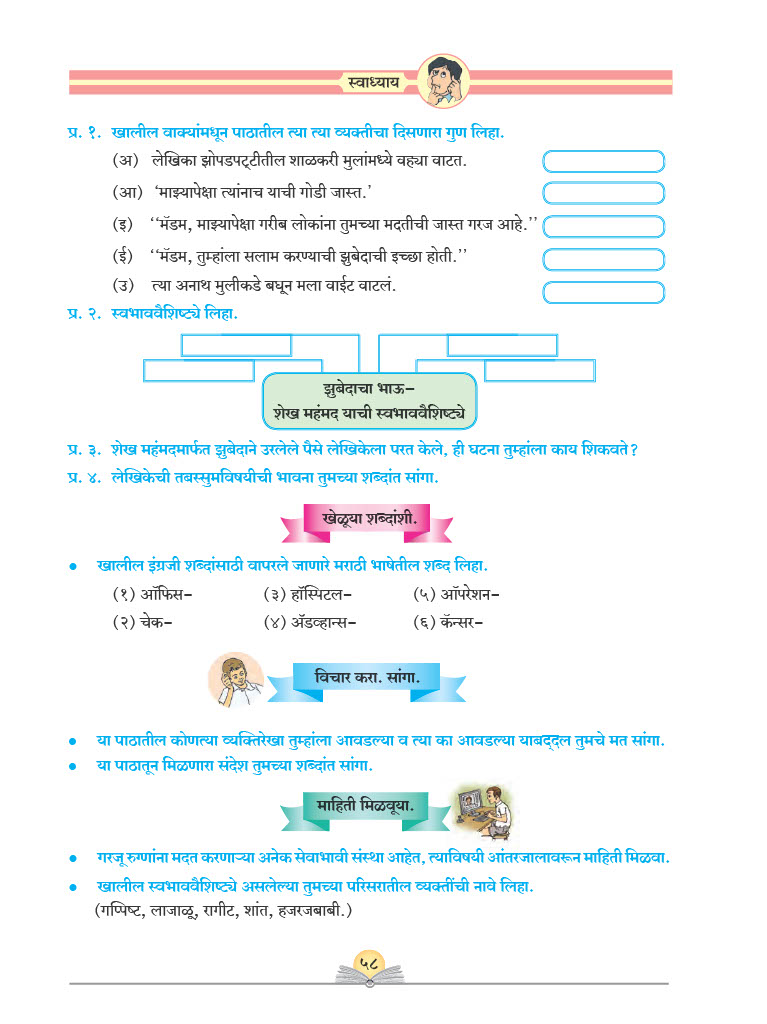 स्वाध्याय
प्र. १. खालील वाक्यांमधून पाठातील त्या त्या व्यक्तीचा दिसणारा गुण लिहा.
(अ) लेखिका झोपडपट्टीतील शाळकरी मुलांमध्ये वह्या वाटत.
(आ) ‘माझ्यापेक्षा त्यांनाच याची गोडी जास्त.’
(इ) ‘‘मॅडम, माझ्यापेक्षा गरीब लोकांना तुमच्या मदतीची जास्त गरज आहे.’’
(ई) ‘‘मॅडम, तुम्हांला सलाम करण्याची झुबेदाची इच्छा होती.’’
(उ) त्या अनाथ मुलीकडे बघून मला वाईट वाटलं.
प्र. २. स्वभाववैशिष्ट्ये लिहा.
झुबेदाचा भाऊ–
शेख महंमद याची स्वभाववैशिष्ट्ये
प्र. ३. शेख महंमदमार्फत झुबेदाने उरलेले पैसे लेखिकेला परत केले, ही घटना तुम्हांला काय शिकवते?
प्र. ४. लेखिकेची तबस्सुमविषयीची भावना तुमच्या शब्दांत सांगा.
खेळूया शब्दांशी.
• खालील इंग्रजी शब्दांसाठी वापरले जाणारे मराठी भाषेतील शब्द लिहा.
(१) ऑफिस– (३) हॉस्पिटल– (५) ऑपरेशन–
(२) चेक– (४) ॲडव्हान्स– (६) कॅन्सर–
विचार करा. सांगा.
• या पाठातील कोणत्या व्यक्तिरेखा तुम्हांला आवडल्या व त्या का आवडल्या याबद्दल तुमचे मत सांगा.
• या पाठातून मिळणारा संदेश तुमच्या शब्दांत सांगा.
माहिती मिळवूया.
• गरजू रुग्णांना मदत करणाऱ्या अनेक सेवाभावी संस्था आहेत, त्याविषयी आंतरजालावरून माहिती मिळवा.
• खालील स्वभाववैशिष्ट्ये असलेल्या तुमच्या परिसरातील व्यक्तींची नावे लिहा.
(गप्पिष्ट, लाजाळू, रागीट, शांत, हजरजबाबी.)
५८